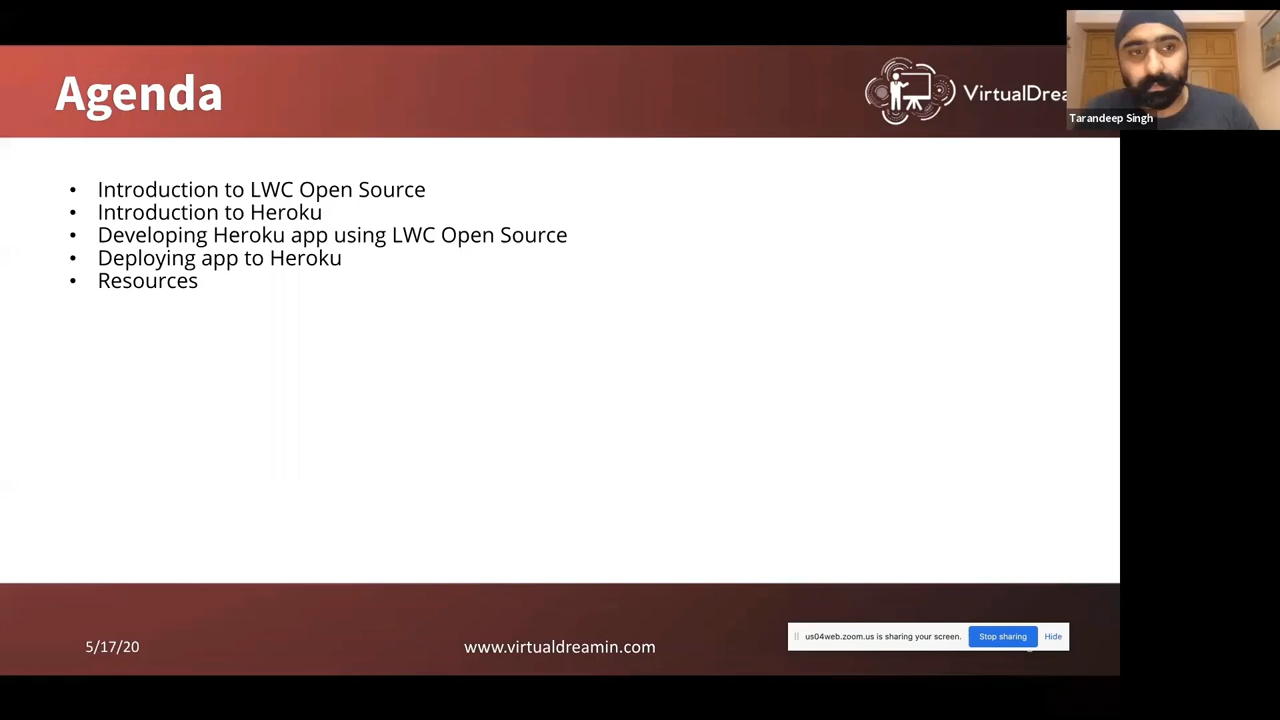 Agenda
VirtualDrea
Tarandeep Singh
• Introduction to LWC Open Source
• Introduction to Heroku
• Developing Heroku app using LWC Open Source
• Deploying app to Heroku
• Resources
5/17/20
www.virtualdreamin.com
us04web.zoom.us is sharing your screen.
Stop sharing
Hide